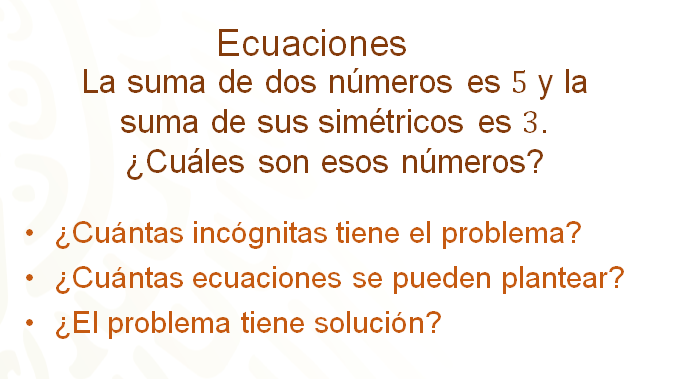 Ecuaciones
La suma de dos números es 5 y la
suma de sus simétricos es 3.
¿Cuáles son esos números?
• ¿Cuántas incógnitas tiene el problema?
• ¿Cuántas ecuaciones se pueden plantear?
• ¿El problema tiene solución?